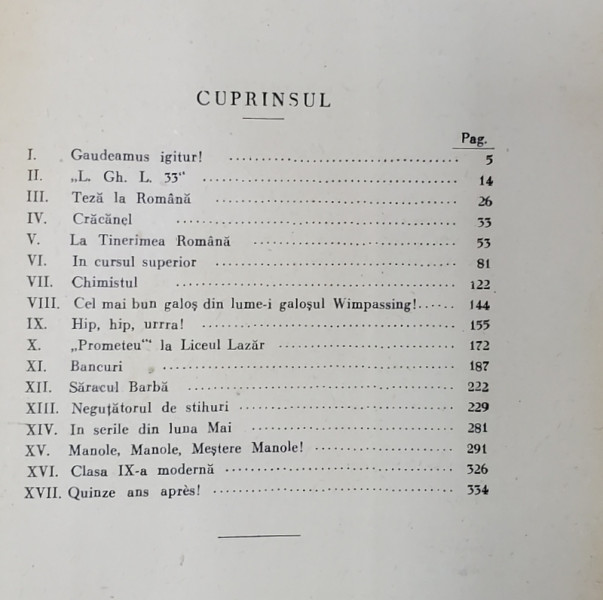 CUPRINSUL
Pag.
I. Gaudeamus igitur! 5
II. „L. Gh. L. 33“ 14
III. Teză la Română 26
IV. Crăcănel 33
V. La Tinerimea Română 53
VI. In cursul superior 81
VII. Chimistul 122
VIII. Cel mai bun galoș din lume-i galoșul Wimpassing! 144
IX. Hip, hip, urrra! 155
X. „Prometeu“ la Liceul Lazăr 172
XI. Bancuri 187
XII. Săracul Barbă 222
XIII. Neguțătorul de stihuri 229
XIV. In serile din luna Mai 281
XV. Manole, Manole, Meștere Manole! 291
XVI. Clasa IX-a modernă 326
XVII. Quinze ans après! 334